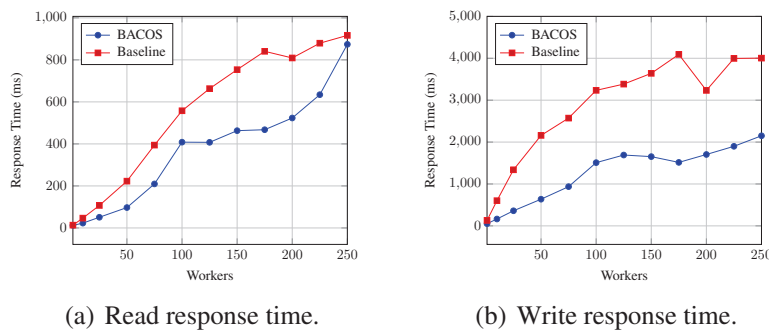 1,000
800
600
400
200
0
Response Time (ms)
BACOS
Baseline
50 100 150 200 250
Workers
(a) Read response time.
5,000
4,000
3,000
2,000
1,000
0
Response Time (ms)
BACOS
Baseline
50 100 150 200 250
Workers
(b) Write response time.